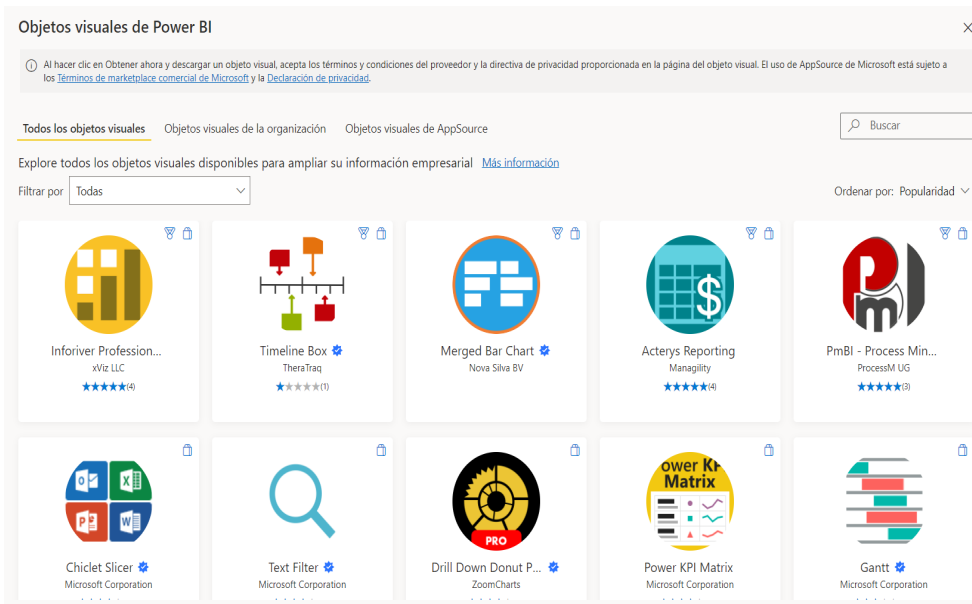 Objetos visuales de Power BI
Al hacer clic en Obtener ahora y descargar un objeto visual, acepta los términos y condiciones del proveedor y la directiva de privacidad proporcionada en la página del objeto visual. El uso de AppSource de Microsoft está sujeto a
los Términos de marketplace comercial de Microsoft y la Declaración de privacidad.
Todos los objetos visuales Objetos visuales de la organización Objetos visuales de AppSource
Buscar
Explore todos los objetos visuales disponibles para ampliar su información empresarial Más información
Filtrar por Todas
Ordenar por: Popularidad
Inforiver Profession...
xViz LLC
(4)
Timeline Box
TheraTraq
(1)
Merged Bar Chart
Nova Silva BV
$
Acterys Reporting
Managility
(4)
Pm
PmBI - Process Min...
ProcessM UG
(3)
O X
P W
Chiclet Slicer
Microsoft Corporation
Text Filter
Microsoft Corporation
PRO
Drill Down Donut P...
ZoomCharts
ower KP
Matrix
Power KPI Matrix
Microsoft Corporation
Gantt
Microsoft Corporation